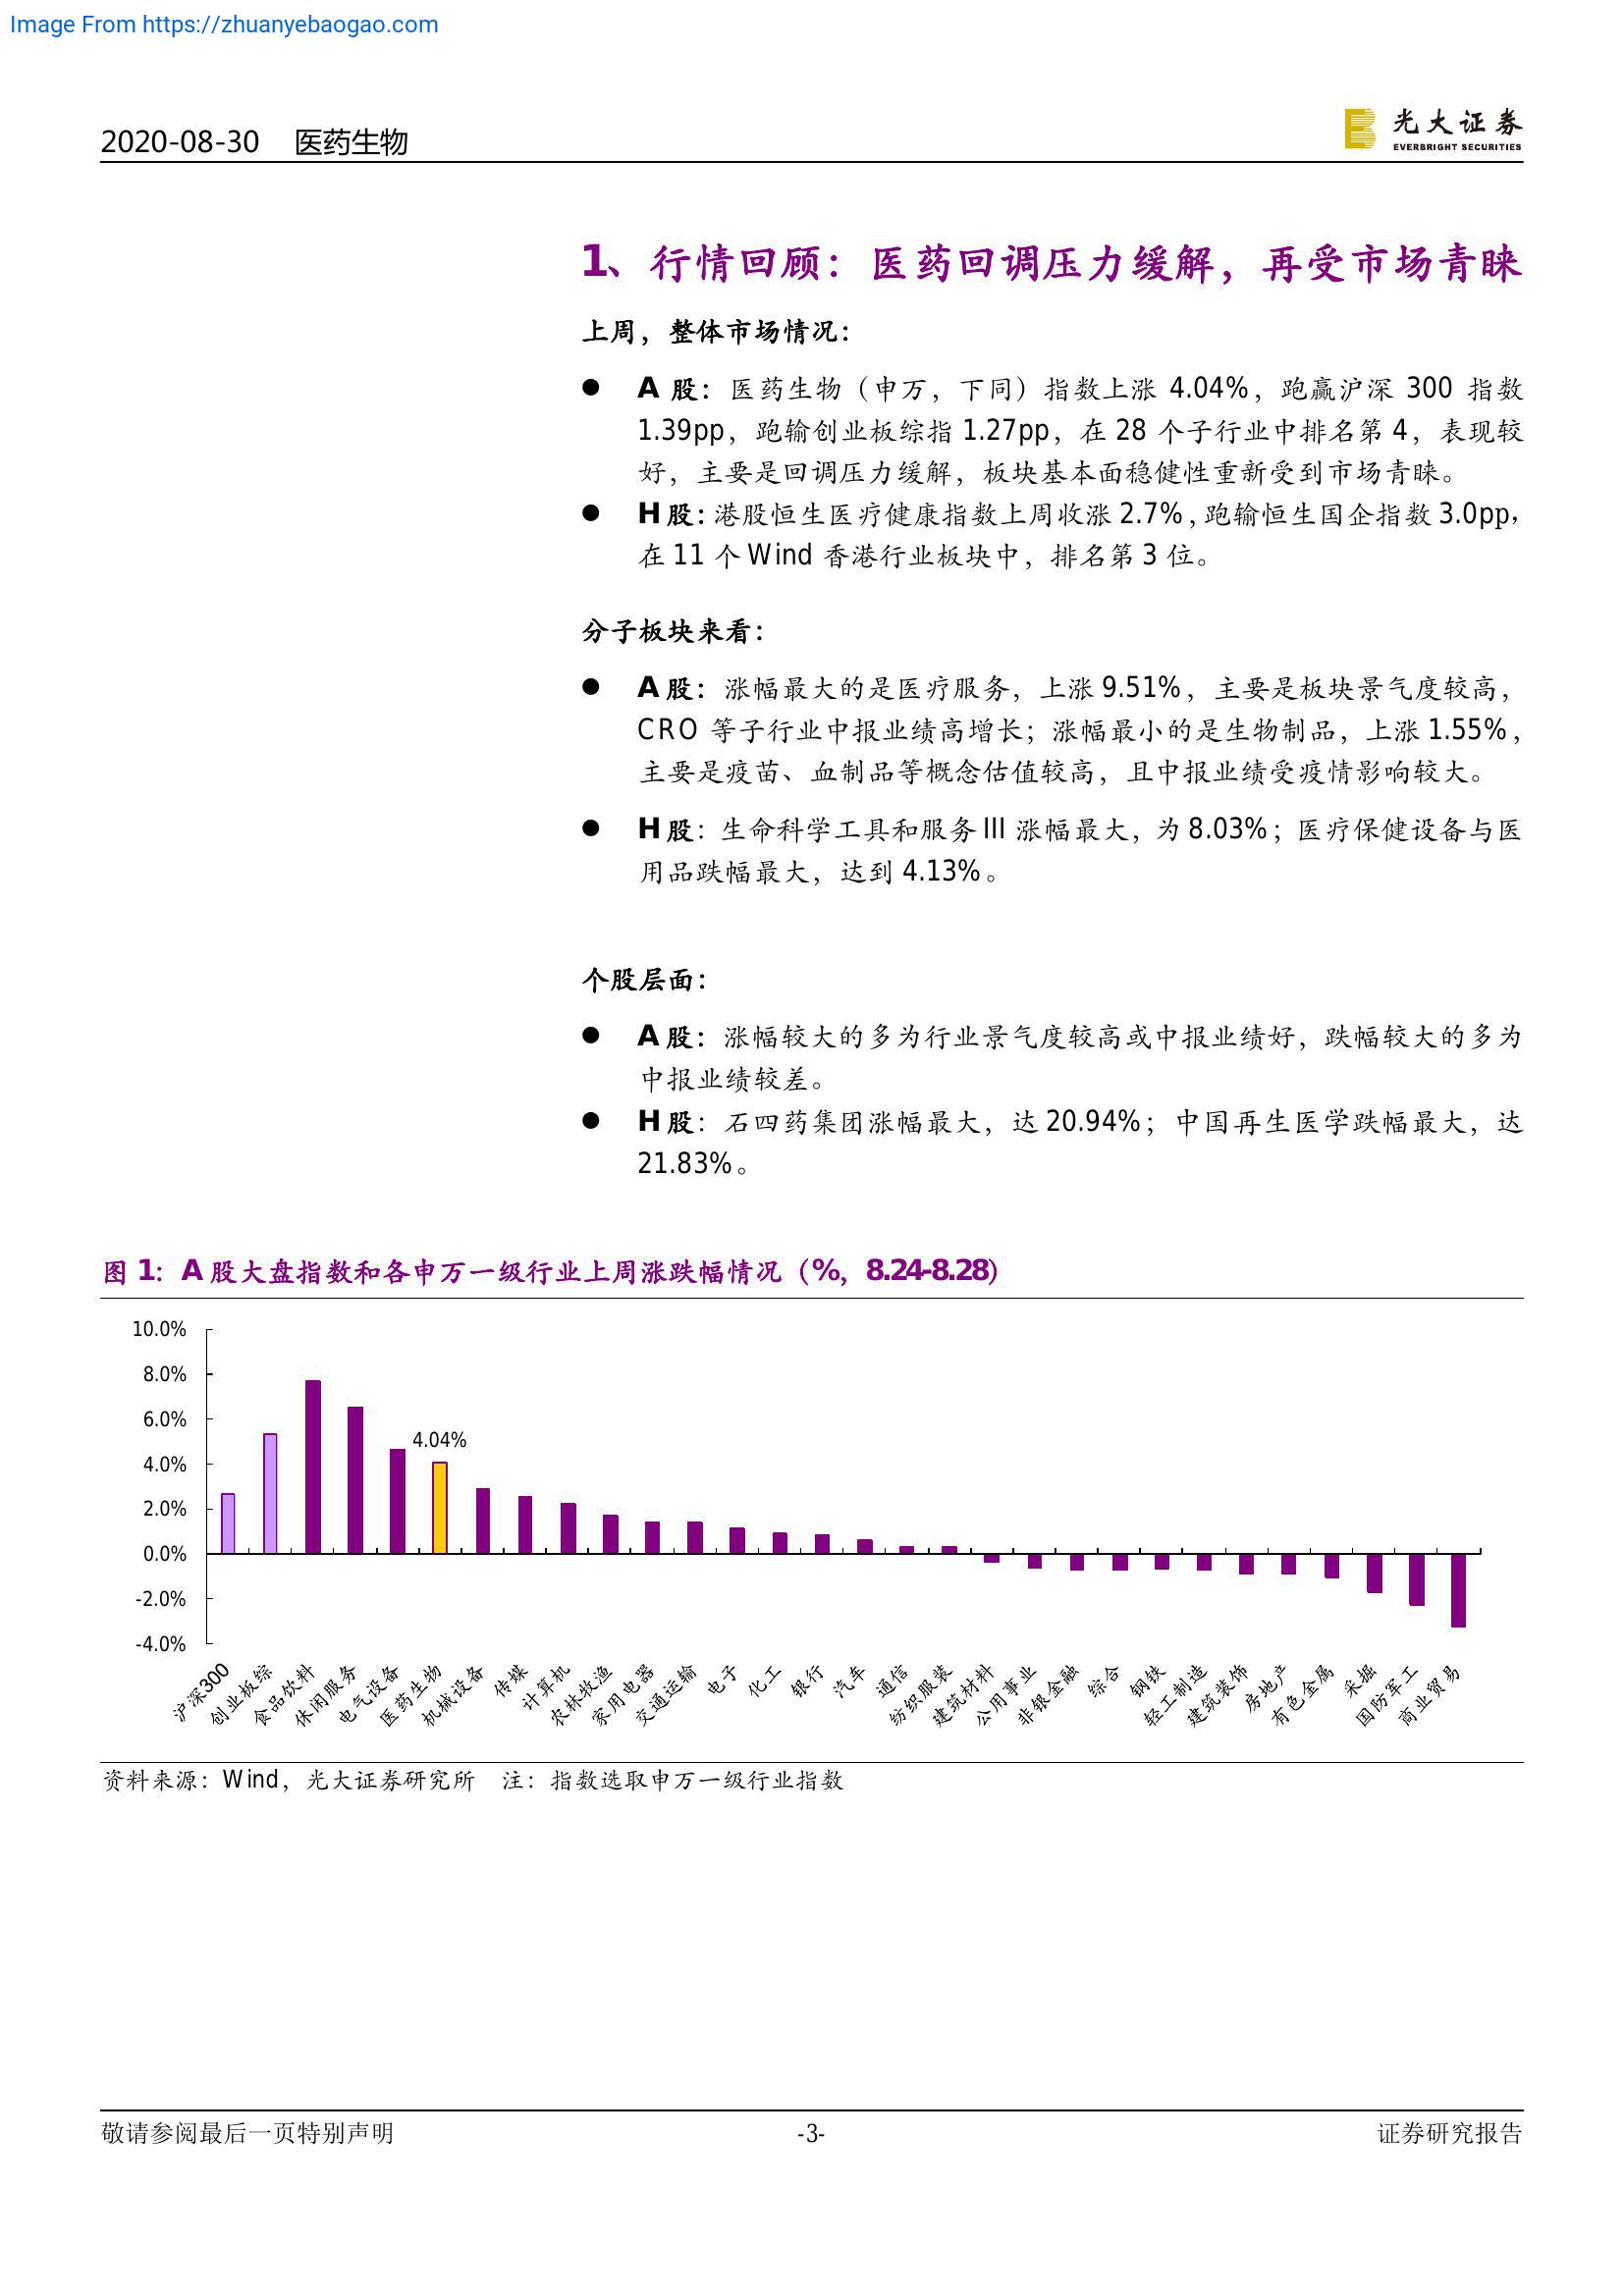 Image From https://zhuanyebaogao.com
2020-08-30 医药生物
光大证券
EVERBRIGHT SECURITIES
1、行情回顾：医药回调压力缓解，再受市场青睐
上周，整体市场情况：
● A 股：医药生物（申万，下同）指数上涨 4.04%，跑赢沪深 300 指数
1.39pp，跑输创业板综指 1.27pp，在 28 个子行业中排名第 4，表现较
好，主要是回调压力缓解，板块基本面稳健性重新受到市场青睐。
● H 股：港股恒生医疗健康指数上周收涨 2.7%，跑输恒生国企指数 3.0pp，
在 11 个 Wind 香港行业板块中，排名第 3 位。
分子板块来看：
● A 股：涨幅最大的是医疗服务，上涨 9.51%，主要是板块景气度较高，
CRO 等子行业中报业绩高增长；涨幅最小的是生物制品，上涨 1.55%，
主要是疫苗、血制品等概念估值较高，且中报业绩受疫情影响较大。
● H 股：生命科学工具和服务 III 涨幅最大，为 8.03%；医疗保健设备与医
用品跌幅最大，达到 4.13%。
个股层面：
● A 股：涨幅较大的多为行业景气度较高或中报业绩好，跌幅较大的多为
中报业绩较差。
● H 股：石四药集团涨幅最大，达 20.94%；中国再生医学跌幅最大，达
21.83%。
图 1：A 股大盘指数和各申万一级行业上周涨跌幅情况（%，8.24-8.28）
10.0%
8.0%
6.0%
4.0%
2.0%
0.0%
-2.0%
-4.0%
4.04%
沪深300
创业板综
食品饮料
休闲服务
电气设备
医药生物
机械设备
传媒
计算机
农林牧渔
家用电器
交通运输
电子
化工
银行
汽车
通信
纺织服装
建筑材料
公用事业
非银金融
综合
钢铁
轻工制造
建筑装饰
房地产
有色金属
采掘
国防军工
商业贸易
资料来源：Wind，光大证券研究所 注：指数选取申万一级行业指数
敬请参阅最后一页特别声明 -3- 证券研究报告